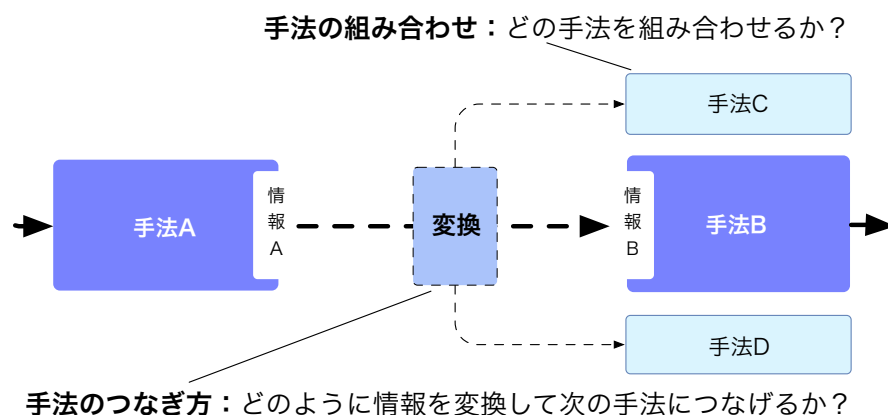 手法の組み合わせ：どの手法を組み合わせるか？
手法C
手法A
情報A
変換
情報B
手法B
手法D
手法のつなぎ方：どのように情報を変換して次の手法につなげるか？